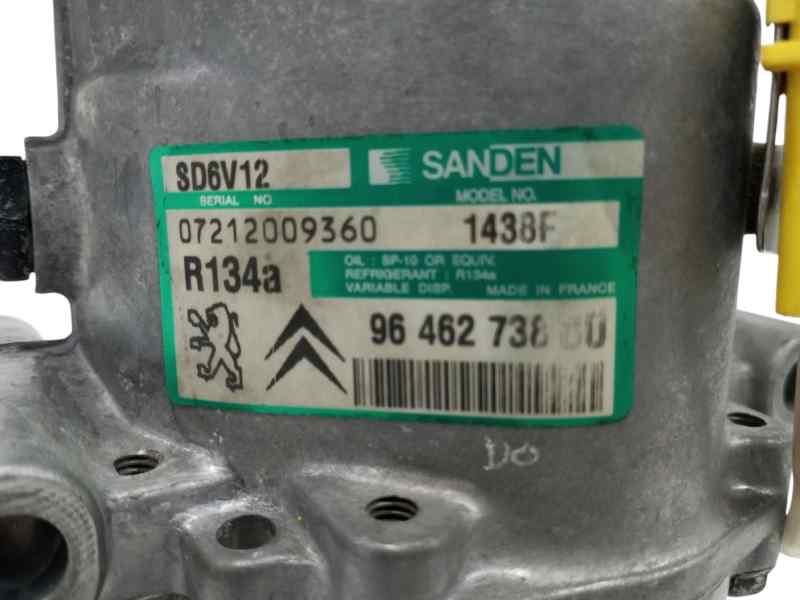 SD6V12
SANDEN
SERIAL NO.
MODEL NO.
07212009360
1438F
R134a
OIL : SP-10 OR EQUIV.
REFRIGERANT : R134a
VARIABLE DISP. MADE IN FRANCE
96 462 738
DO